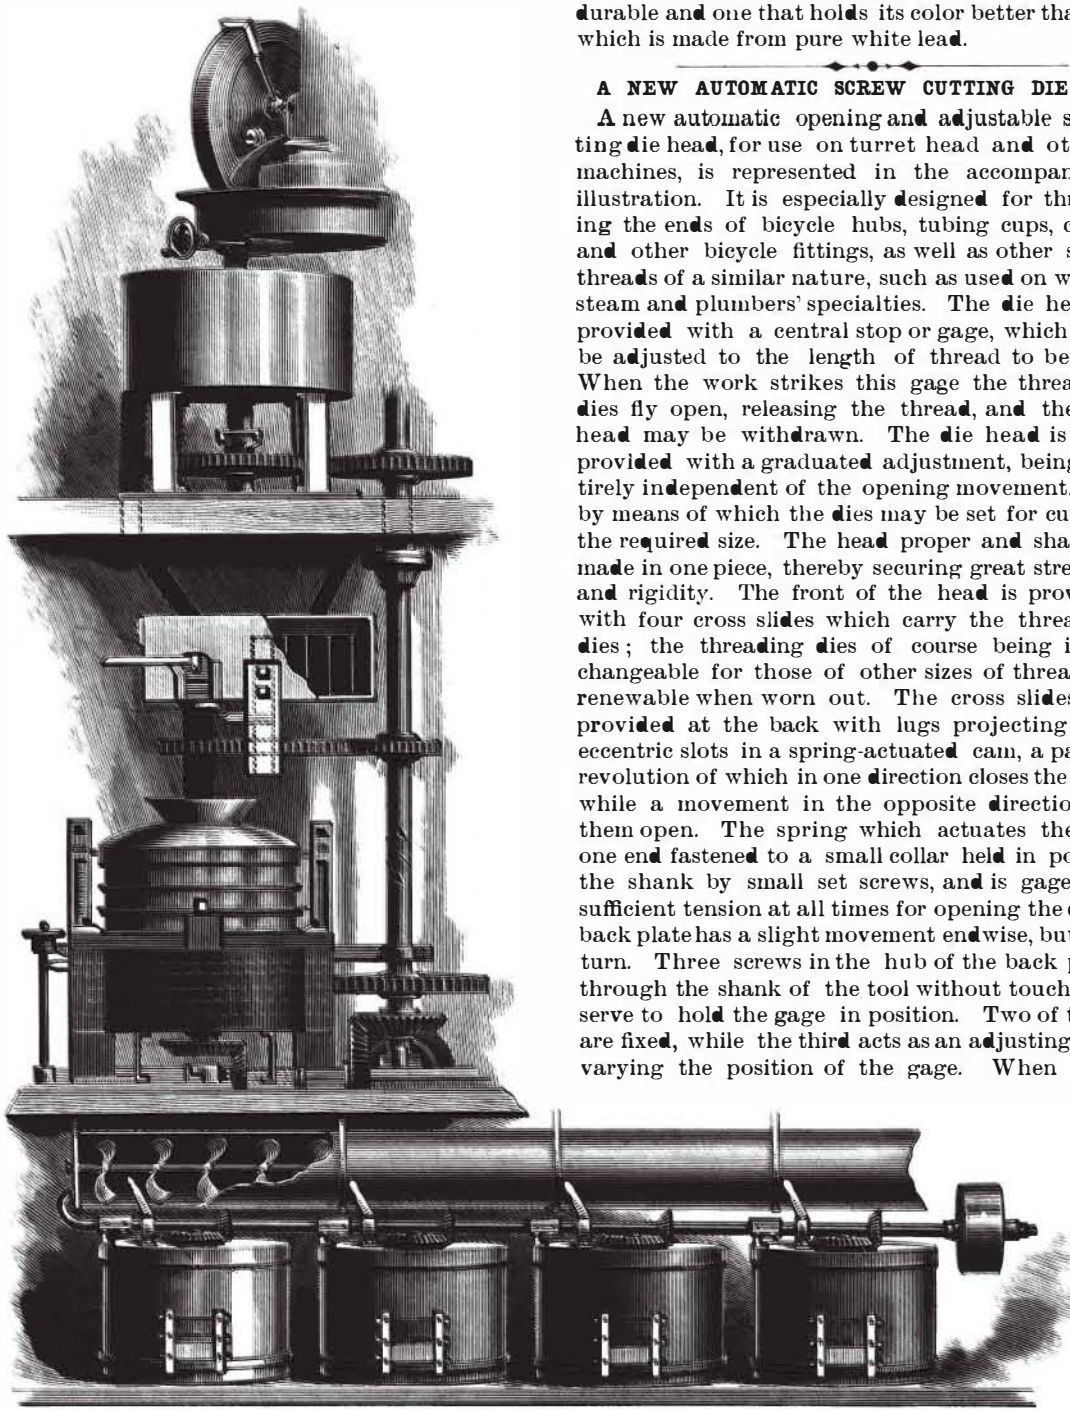 durable and one that holds its color better tha
which is made from pure white lead.
A NEW AUTOMATIC SCREW CUTTING DIE
A new automatic opening and adjustable s
ting die head, for use on turret head and ot
machines, is represented in the accompan
illustration. It is especially designed for thr
ing the ends of bicycle hubs, tubing cups, c
and other bicycle fittings, as well as other s
threads of a similar nature, such as used on w
steam and plumbers' specialties. The die he
provided with a central stop or gage, which
be adjusted to the length of thread to be
When the work strikes this gage the threa
dies fly open, releasing the thread, and the
head may be withdrawn. The die head is
provided with a graduated adjustment, being
tirely independent of the opening movement,
by means of which the dies may be set for cu
the required size. The head proper and sha
made in one piece, thereby securing great stre
and rigidity. The front of the head is prov
with four cross slides which carry the threa
dies; the threading dies of course being i
changeable for those of other sizes of threa
renewable when worn out. The cross slides
provided at the back with lugs projecting
eccentric slots in a spring-actuated cam, a pa
revolution of which in one direction closes the
while a movement in the opposite directio
them open. The spring which actuates the
one end fastened to a small collar held in po
the shank by small set screws, and is gage
sufficient tension at all times for opening the
back plate has a slight movement endwise, but
turn. Three screws in the hub of the back p
through the shank of the tool without touch
serve to hold the gage in position. Two of t
are fixed, while the third acts as an adjusting
varying the position of the gage. When